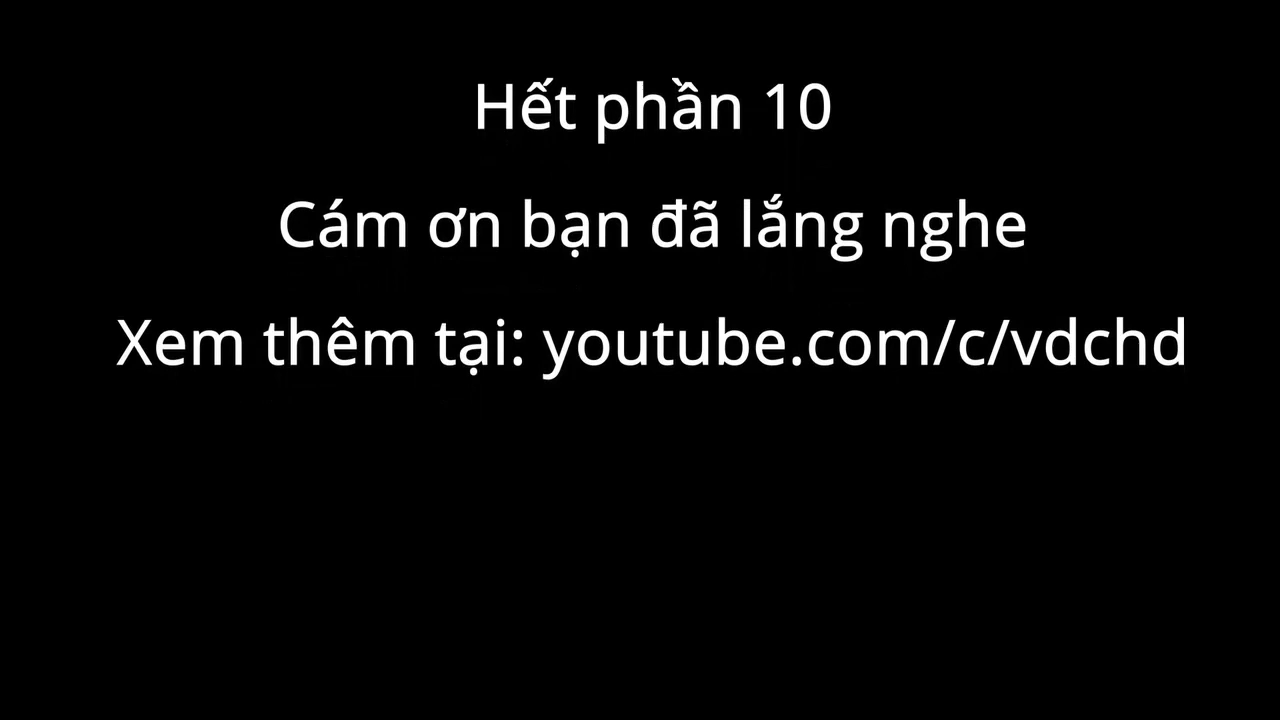 Hết phần 10
Cám ơn bạn đã lắng nghe
Xem thêm tại: youtube.com/c/vdchd